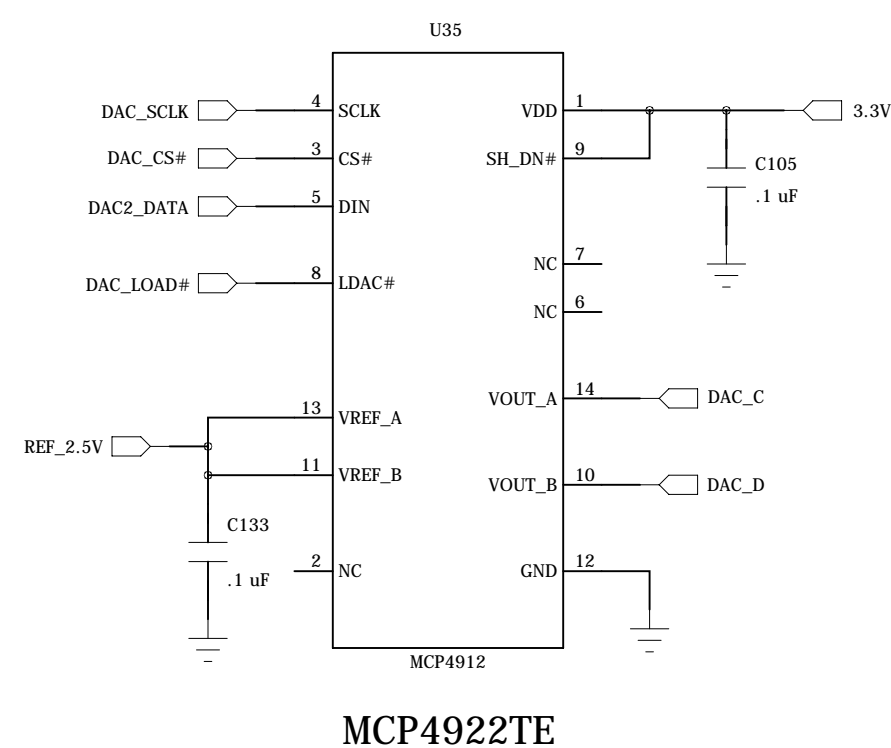 U35
DAC_SCLK 4 SCLK VDD 1 3.3V
DAC_CS# 3 CS# SH_DN# 9 C105
DAC2_DATA 5 DIN .1 uF
DAC_LOAD# 8 LDAC# NC 7
NC 6
VOUT_A 14 DAC_C
13 VREF_A
REF_2.5V
11 VREF_B VOUT_B 10 DAC_D
C133
2 NC GND 12
.1 uF
MCP4912
MCP4922TE